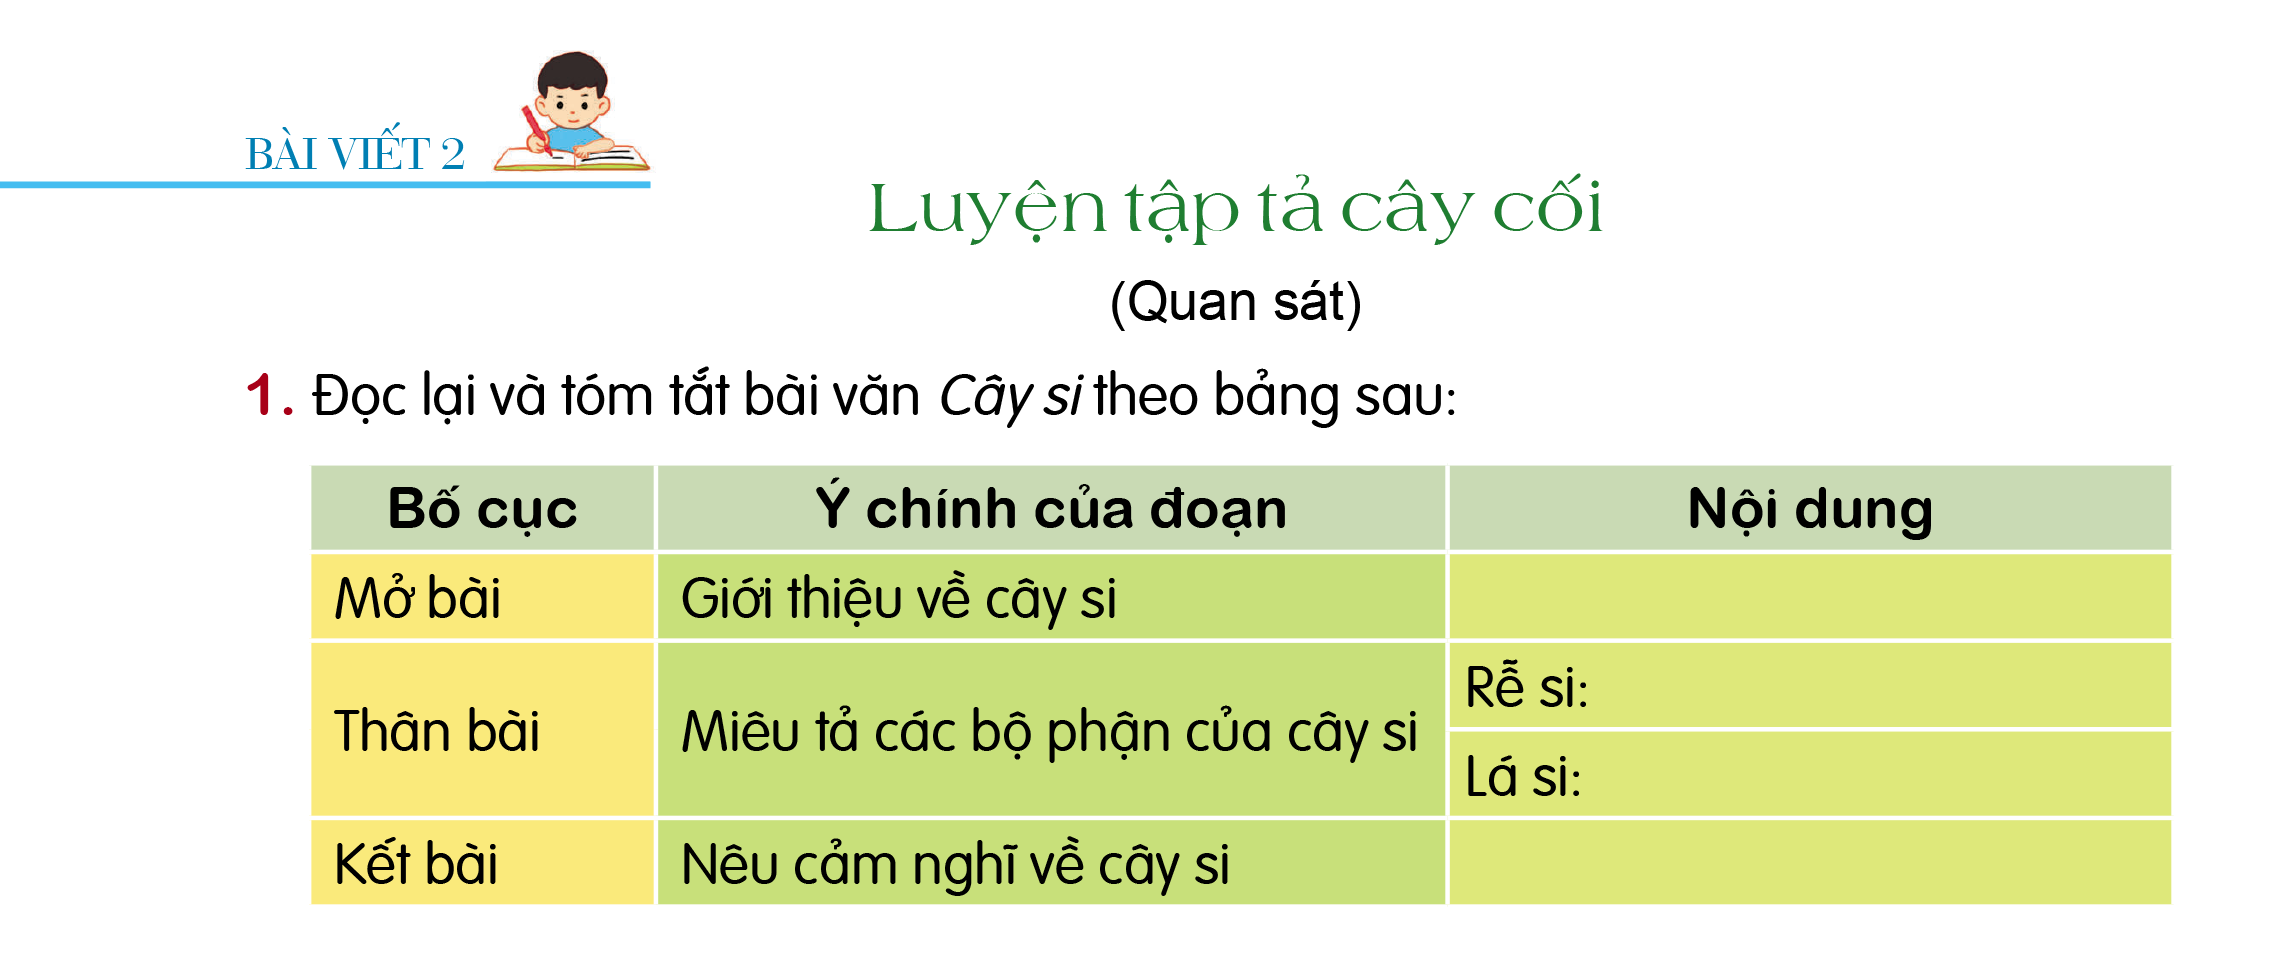 BÀI VIẾT 2
Luyện tập tả cây cối
(Quan sát)
1. Đọc lại và tóm tắt bài văn Cây si theo bảng sau:
Bố cục Ý chính của đoạn Nội dung
Mở bài Giới thiệu về cây si
Rễ si:
Thân bài Miêu tả các bộ phận của cây si
Lá si:
Kết bài Nêu cảm nghĩ về cây si